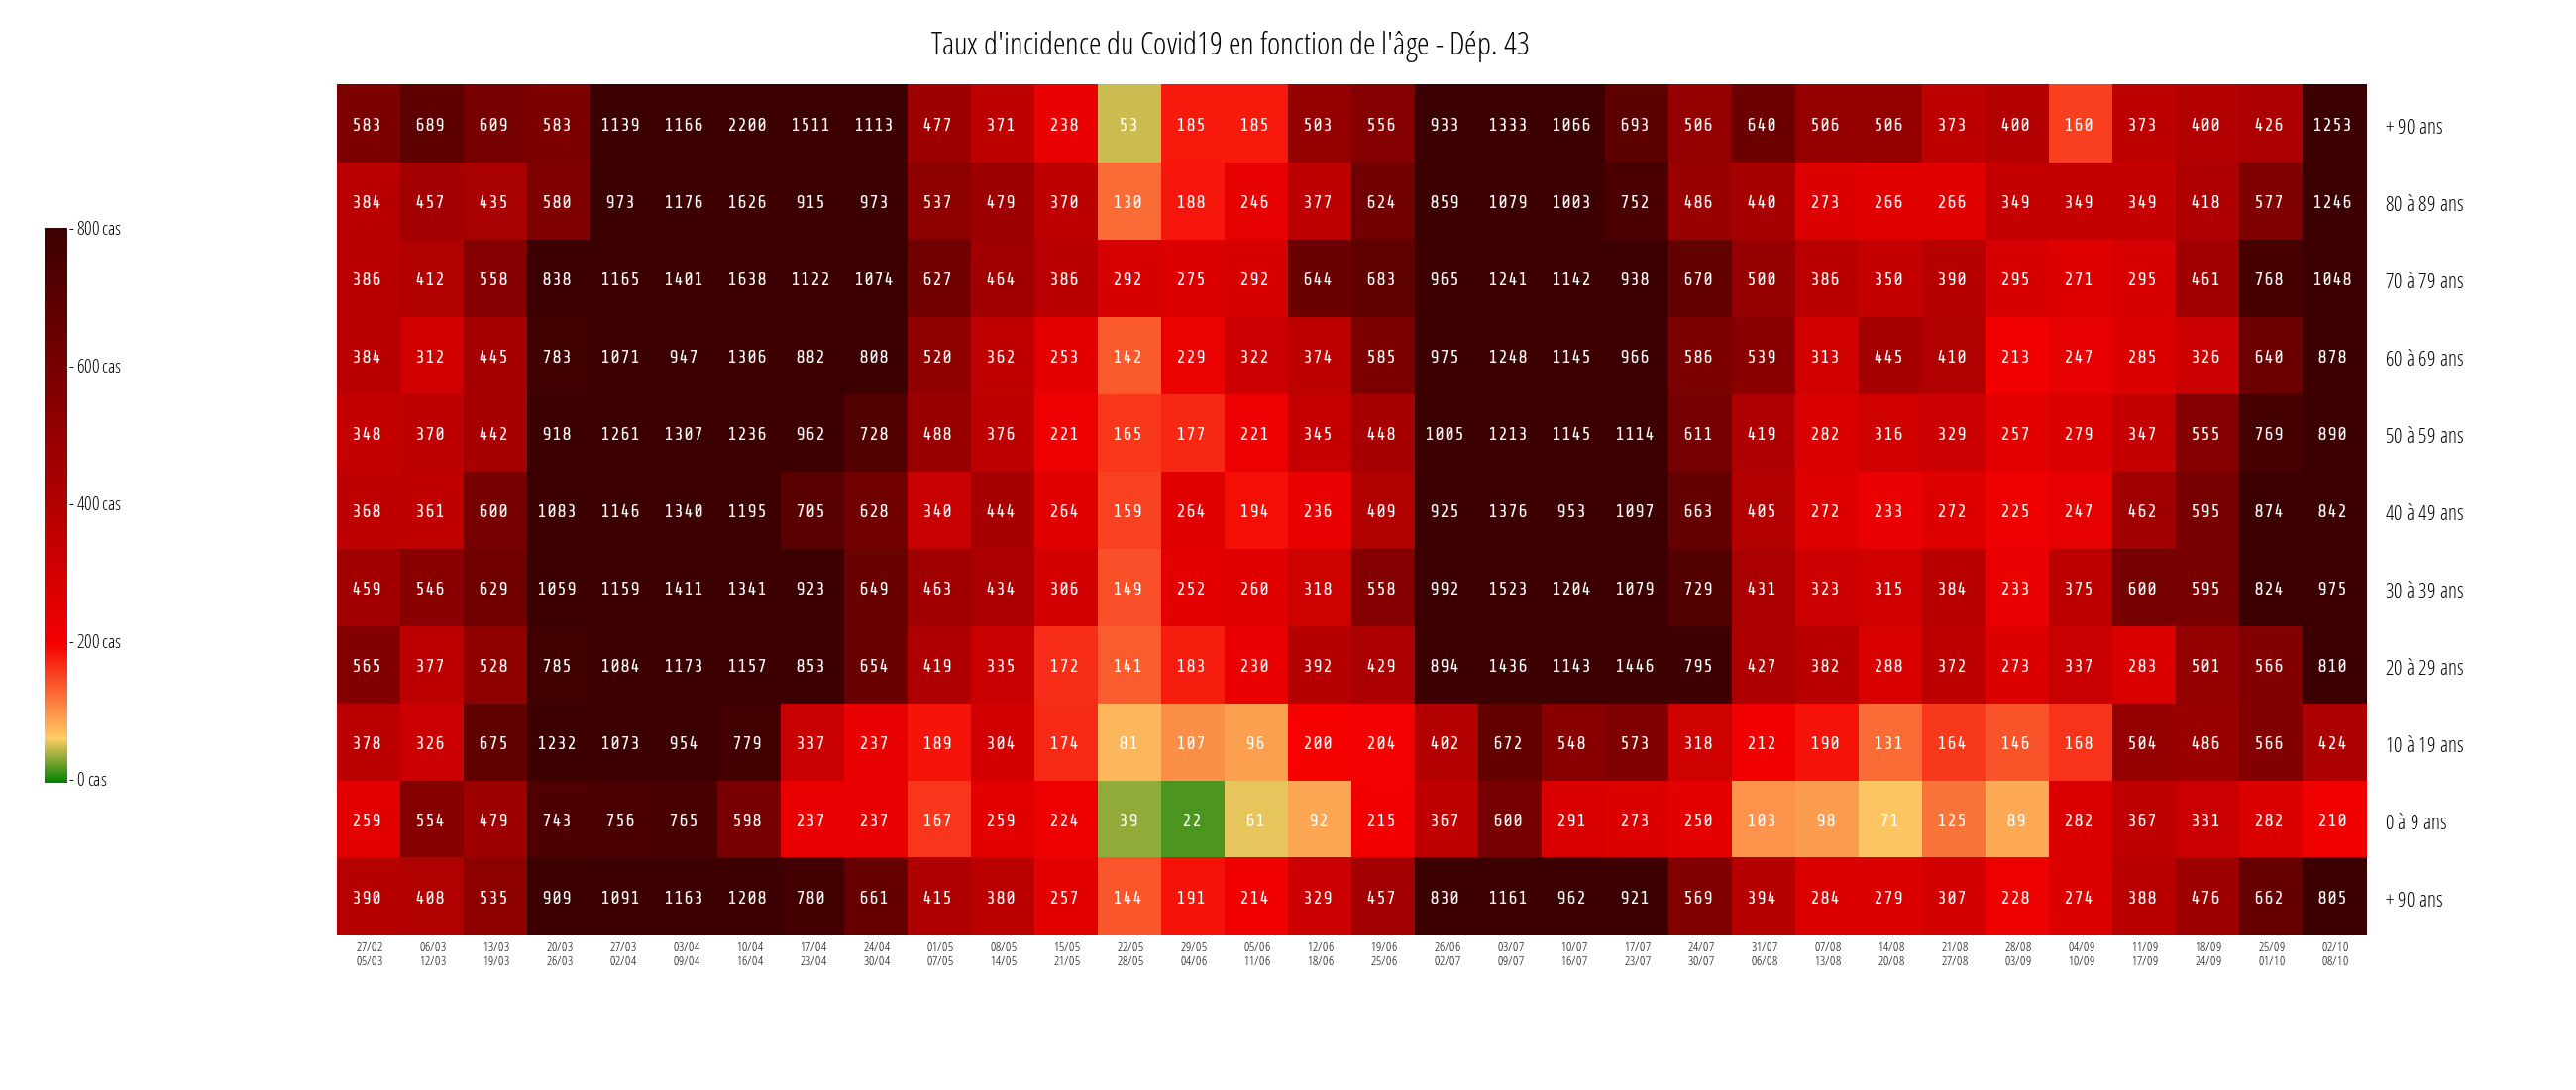 Taux d'incidence du Covid19 en fonction de l'âge - Dép. 43
583 689 609 583 1139 1166 2200 1511 1113 477 371 238 53 185 185 503 556 933 1333 1066 693 506 640 506 506 373 400 160 373 400 426 1253 + 90 ans
384 457 435 580 973 1176 1626 915 973 537 479 370 130 188 246 377 624 859 1079 1003 752 486 440 273 266 266 349 349 349 418 577 1246 80 à 89 ans
- 800 cas
386 412 558 838 1165 1401 1638 1122 1074 627 464 386 292 275 292 644 683 965 1241 1142 938 670 500 386 350 390 295 271 295 461 768 1048 70 à 79 ans
384 312 445 783 1071 947 1306 882 808 520 362 253 142 229 322 374 585 975 1248 1145 966 586 539 313 445 410 213 247 285 326 640 878 60 à 69 ans
- 600 cas
348 370 442 918 1261 1307 1236 962 728 488 376 221 165 177 221 345 448 1005 1213 1145 1114 611 419 282 316 329 257 279 347 555 769 890 50 à 59 ans
- 400 cas
368 361 600 1083 1146 1340 1195 705 628 340 444 264 159 264 194 236 409 925 1376 953 1097 663 405 272 233 272 225 247 462 595 874 842 40 à 49 ans
459 546 629 1059 1159 1411 1341 923 649 463 434 306 149 252 260 318 558 992 1523 1204 1079 729 431 323 315 384 233 375 600 595 824 975 30 à 39 ans
- 200 cas
565 377 528 785 1084 1173 1157 853 654 419 335 172 141 183 230 392 429 894 1436 1143 1446 795 427 382 288 372 273 337 283 501 566 810 20 à 29 ans
378 326 675 1232 1073 954 779 337 237 189 304 174 81 107 96 200 204 402 672 548 573 318 212 190 131 164 146 168 504 486 566 424 10 à 19 ans
- 0 cas
259 554 479 743 756 765 598 237 237 167 259 224 39 22 61 92 215 367 600 291 273 250 103 98 71 125 89 282 367 331 282 210 0 à 9 ans
390 408 535 909 1091 1163 1208 780 661 415 380 257 144 191 214 329 457 830 1161 962 921 569 394 284 279 307 228 274 388 476 662 805 + 90 ans
27/02 06/03 13/03 20/03 27/03 03/04 10/04 17/04 24/04 01/05 08/05 15/05 22/05 29/05 05/06 12/06 19/06 26/06 03/07 10/07 17/07 24/07 31/07 07/08 14/08 21/08 28/08 04/09 11/09 18/09 25/09 02/10
05/03 12/03 19/03 26/03 02/04 09/04 16/04 23/04 30/04 07/05 14/05 21/05 28/05 04/06 11/06 18/06 25/06 02/07 09/07 16/07 23/07 30/07 06/08 13/08 20/08 27/08 03/09 10/09 17/09 24/09 01/10 08/10